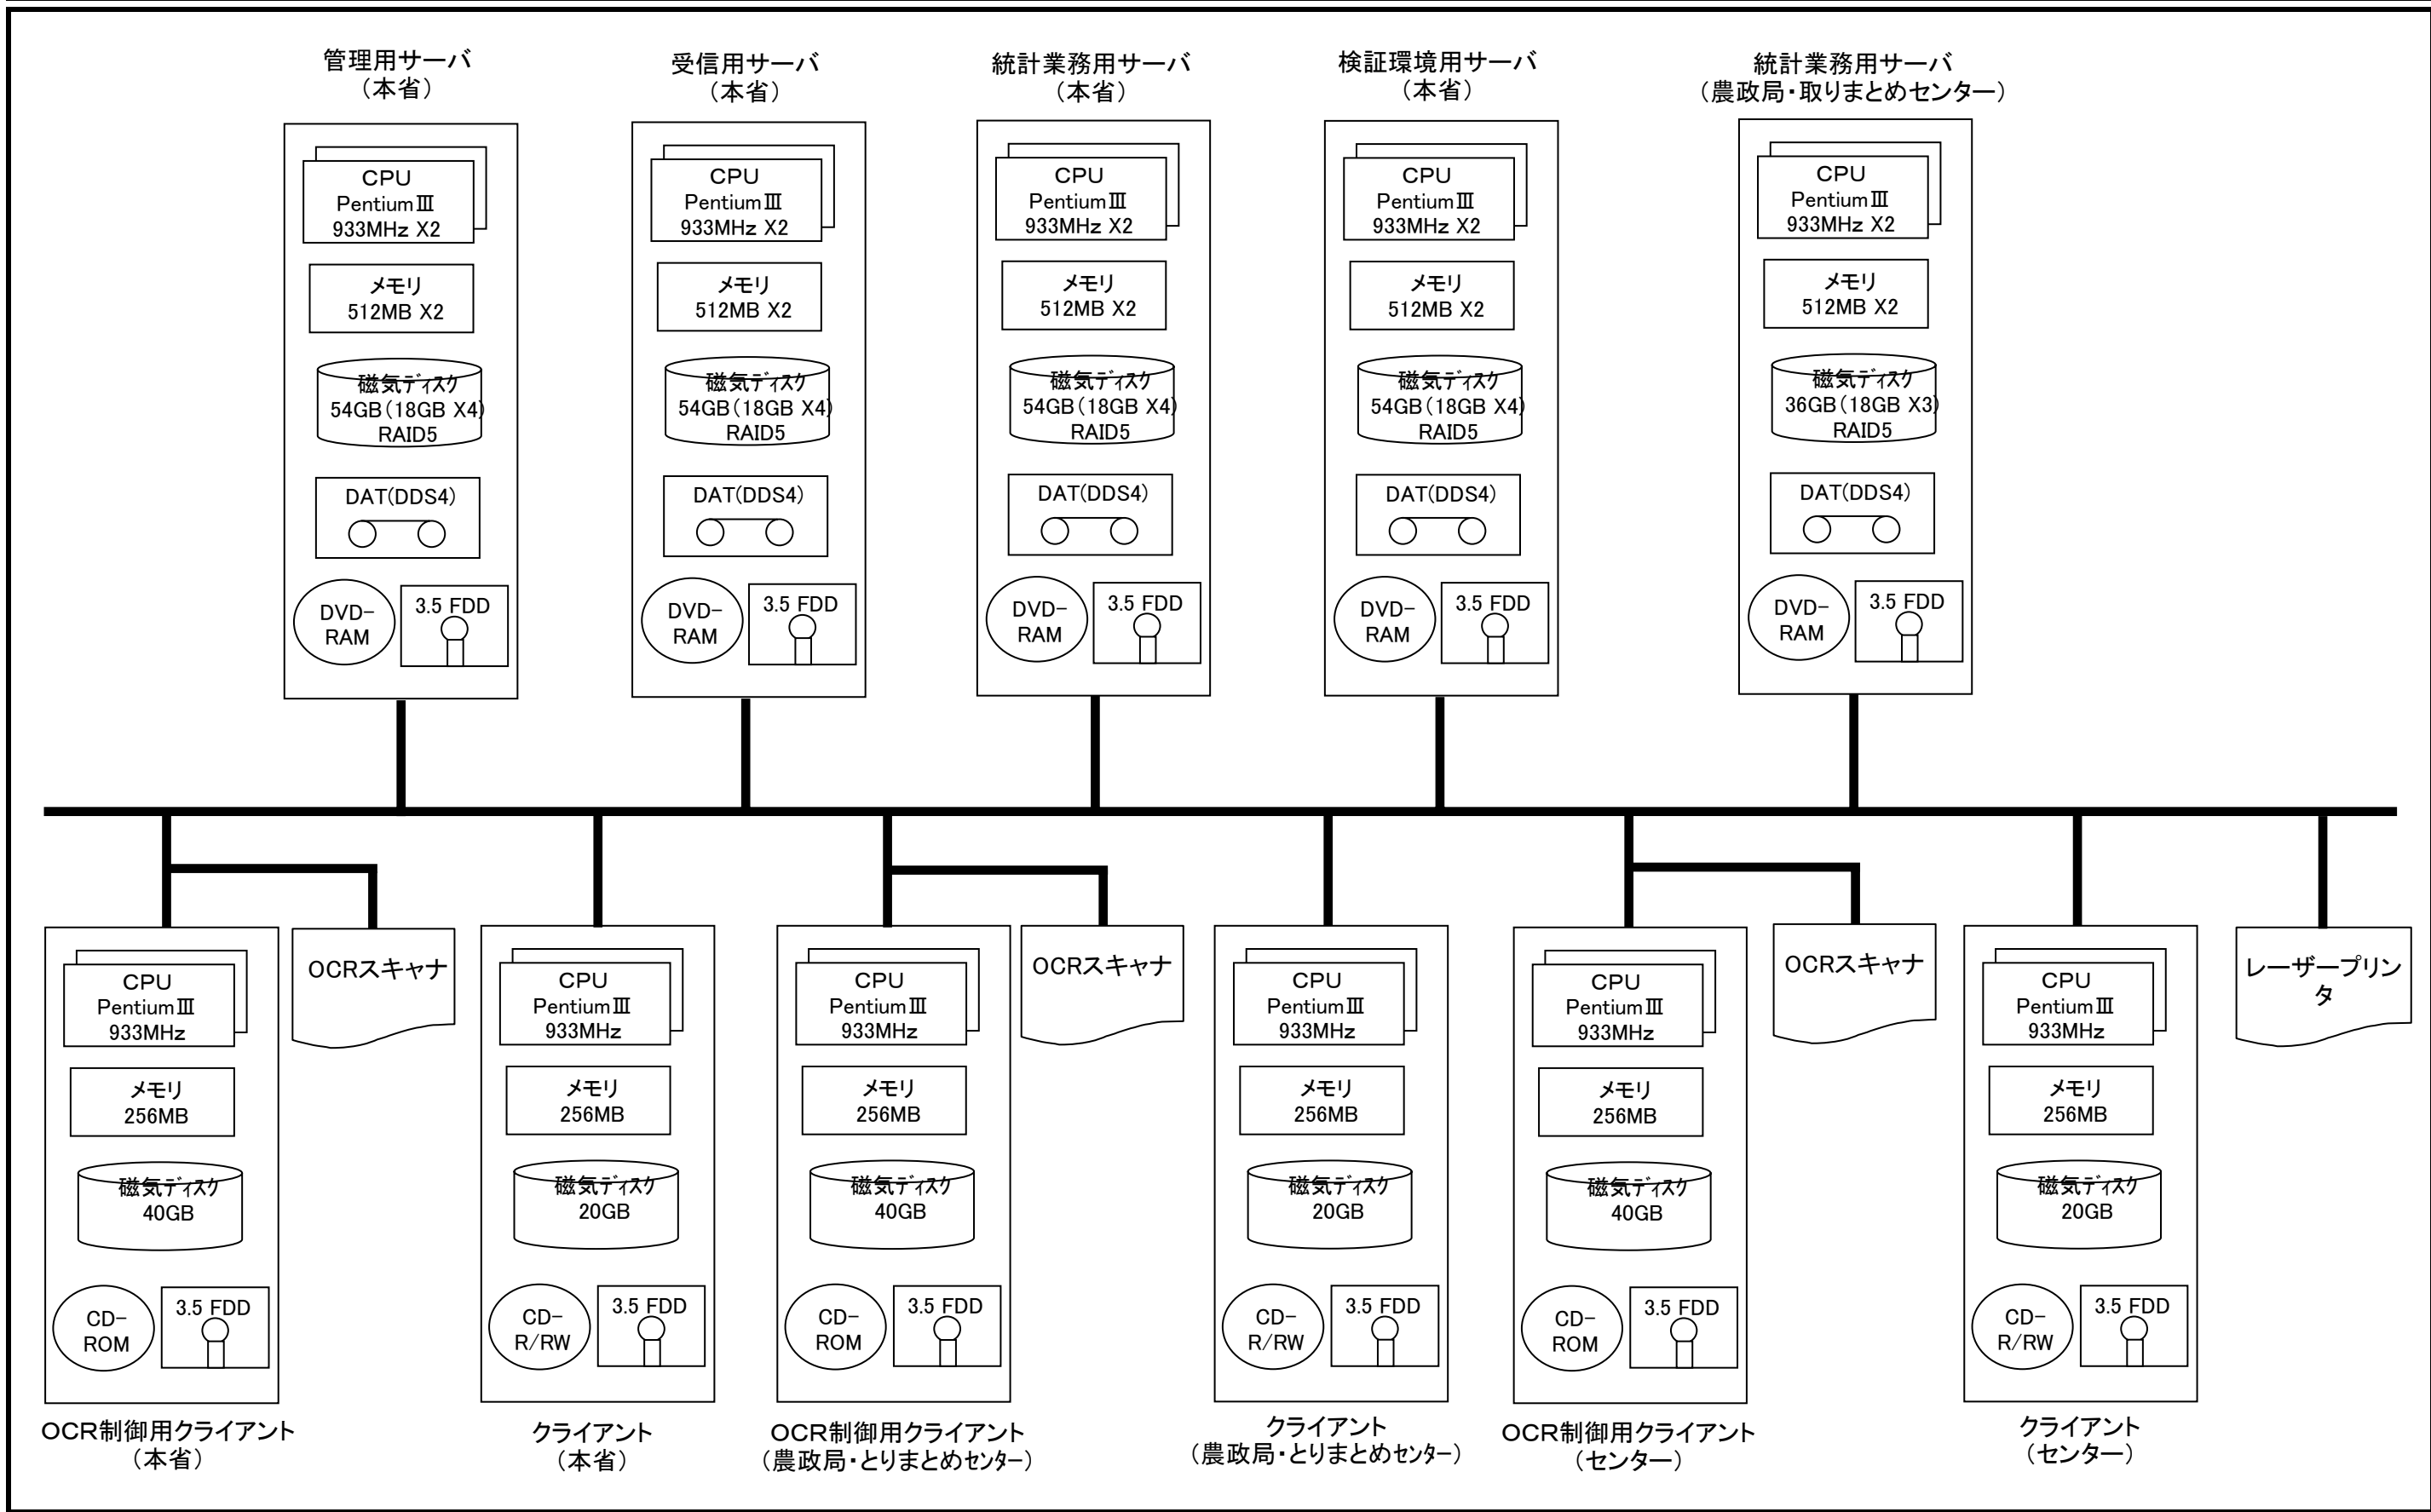 管理用サーバ
（本省）
CPU
PentiumⅢ
933MHz X2
メモリ
512MB X2
磁気ディスク
54GB（18GB X4）
RAID5
DAT(DDS4)
DVD-
RAM
3.5 FDD
受信用サーバ
（本省）
CPU
PentiumⅢ
933MHz X2
メモリ
512MB X2
磁気ディスク
54GB（18GB X4）
RAID5
DAT(DDS4)
DVD-
RAM
3.5 FDD
統計業務用サーバ
（本省）
CPU
PentiumⅢ
933MHz X2
メモリ
512MB X2
磁気ディスク
54GB（18GB X4）
RAID5
DAT(DDS4)
DVD-
RAM
3.5 FDD
検証環境用サーバ
（本省）
CPU
PentiumⅢ
933MHz X2
メモリ
512MB X2
磁気ディスク
54GB（18GB X4）
RAID5
DAT(DDS4)
DVD-
RAM
3.5 FDD
統計業務用サーバ
（農政局・取りまとめセンター）
CPU
PentiumⅢ
933MHz X2
メモリ
512MB X2
磁気ディスク
36GB（18GB X3）
RAID5
DAT(DDS4)
DVD-
RAM
3.5 FDD
CPU
PentiumⅢ
933MHz
メモリ
256MB
磁気ディスク
40GB
CD-
ROM
3.5 FDD
OCR制御用クライアント
（本省）
OCRスキャナ
CPU
PentiumⅢ
933MHz
メモリ
256MB
磁気ディスク
20GB
CD-
R/RW
3.5 FDD
クライアント
（本省）
CPU
PentiumⅢ
933MHz
メモリ
256MB
磁気ディスク
40GB
CD-
ROM
3.5 FDD
OCR制御用クライアント
（農政局・とりまとめセンター）
OCRスキャナ
CPU
PentiumⅢ
933MHz
メモリ
256MB
磁気ディスク
20GB
CD-
R/RW
3.5 FDD
クライアント
（農政局・とりまとめセンター）
CPU
PentiumⅢ
933MHz
メモリ
256MB
磁気ディスク
40GB
CD-
ROM
3.5 FDD
OCR制御用クライアント
（センター）
OCRスキャナ
CPU
PentiumⅢ
933MHz
メモリ
256MB
磁気ディスク
20GB
CD-
R/RW
3.5 FDD
クライアント
（センター）
レーザープリン
タ